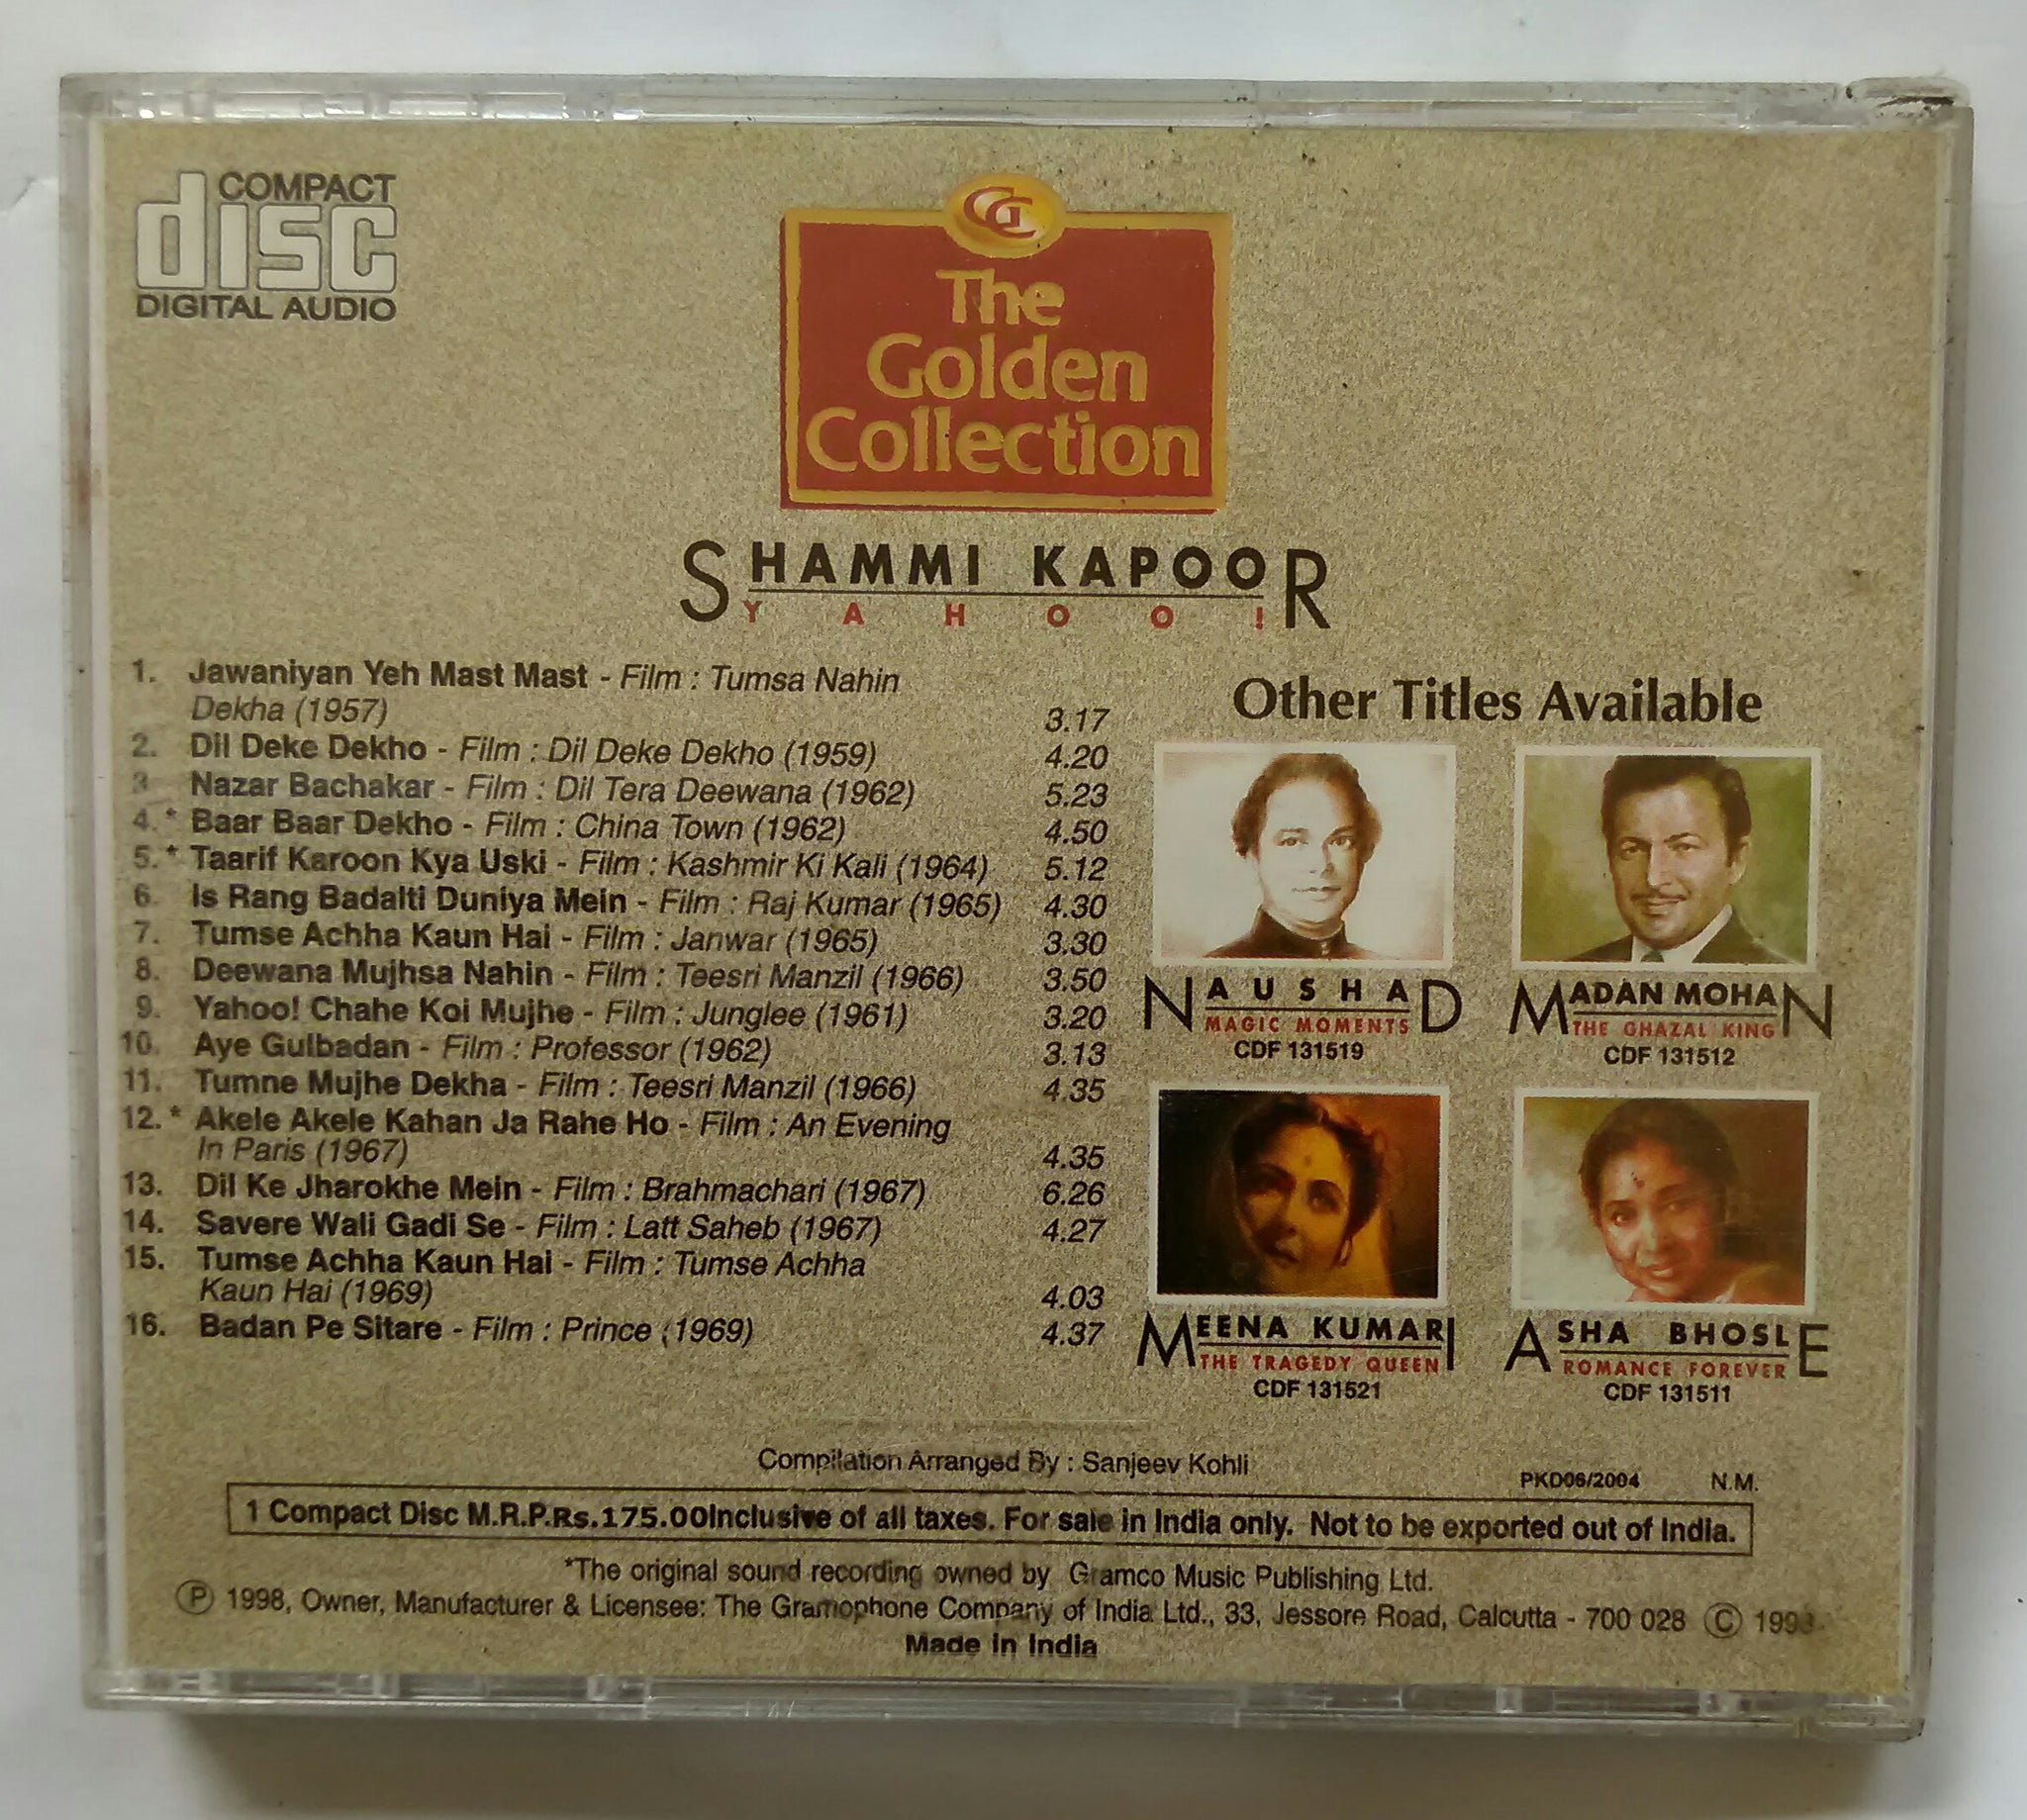 COMPACT
disc
DIGITAL AUDIO
GCI
The
Golden
Collection
SHAMMI KAPOOR
YAHOO!
1. Jawaniyan Yeh Mast Mast - Film : Tumsa Nahin
Dekha (1957) 3.17
2. Dil Deke Dekho - Film : Dil Deke Dekho (1959) 4.20
3 Nazar Bachakar - Film : Dil Tera Deewana (1962) 5.23
4.* Baar Baar Dekho - Film : China Town (1962) 4.50
5.* Taarif Karoon Kya Uski - Film : Kashmir Ki Kali (1964) 5.12
6. Is Rang Badalti Duniya Mein - Film : Raj Kumar (1965) 4.30
7. Tumse Achha Kaun Hai - Film : Janwar (1965) 3.30
8. Deewana Mujhsa Nahin - Film : Teesri Manzil (1966) 3.50
9. Yahoo! Chahe Koi Mujhe - Film : Junglee (1961) 3.20
10. Aye Gulbadan - Film : Professor (1962) 3.13
11. Tumne Mujhe Dekha - Film : Teesri Manzil (1966) 4.35
12.* Akele Akele Kahan Ja Rahe Ho - Film : An Evening
In Paris (1967) 4.35
13. Dil Ke Jharokhe Mein - Film : Brahmachari (1967) 6.26
14. Savere Wali Gadi Se - Film : Latt Saheb (1967) 4.27
15. Tumse Achha Kaun Hai - Film : Tumse Achha
Kaun Hai (1969) 4.03
16. Badan Pe Sitare - Film : Prince (1969) 4.37
Other Titles Available
NAUSHAD
MAGIC MOMENTS
CDF 131519
MADAN MOHAN
THE GHAZAL KING
CDF 131512
MEENA KUMARI
THE TRAGEDY QUEEN
CDF 131521
ASHA BHOSLE
ROMANCE FOREVER
CDF 131511
Compilation Arranged By : Sanjeev Kohli
PKD06/2004 N.M.
1 Compact Disc M.R.P.Rs.175.00Inclusive of all taxes. For sale in India only. Not to be exported out of India.
*The original sound recording owned by Gramco Music Publishing Ltd.
Ⓟ 1998, Owner, Manufacturer & Licensee: The Gramophone Company of India Ltd., 33, Jessore Road, Calcutta - 700 028 Ⓒ
Made in India